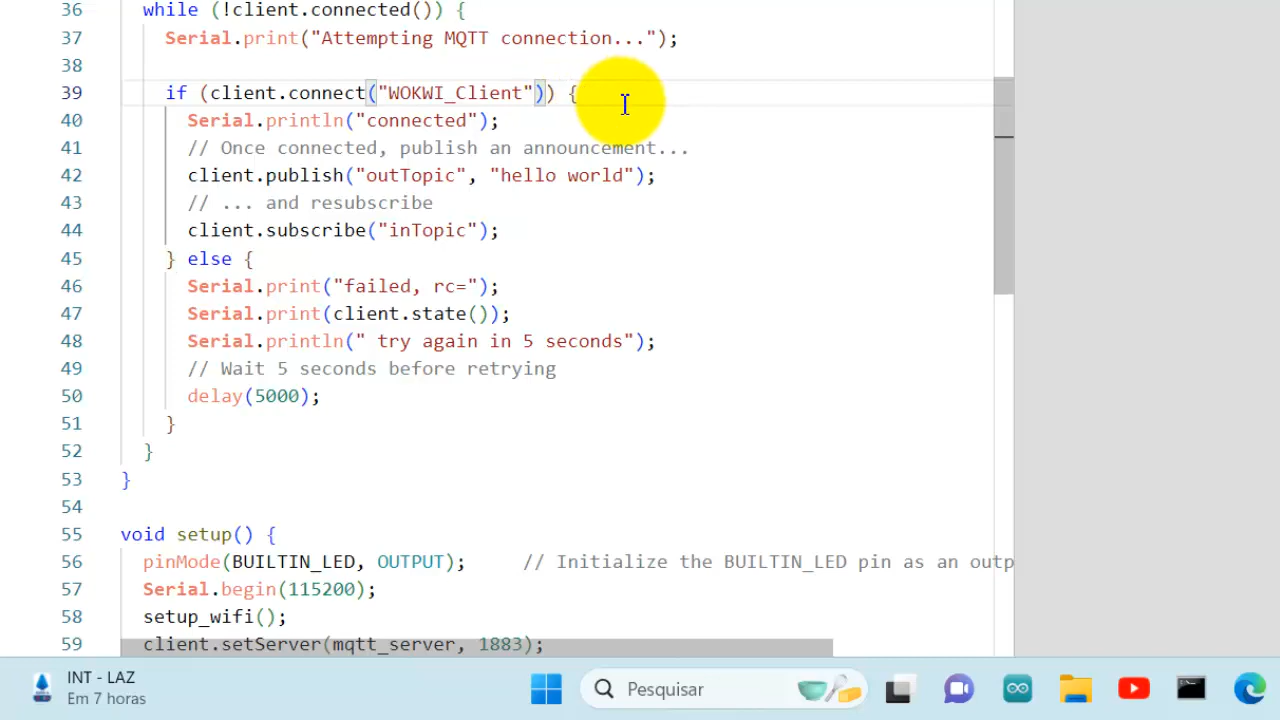 36 while (!client.connected()) {
37 Serial.print("Attempting MQTT connection...");
38
39 if (client.connect("WOKWI_Client")) {
40 Serial.println("connected");
41 // Once connected, publish an announcement...
42 client.publish("outTopic", "hello world");
43 // ... and resubscribe
44 client.subscribe("inTopic");
45 } else {
46 Serial.print("failed, rc=");
47 Serial.print(client.state());
48 Serial.println(" try again in 5 seconds");
49 // Wait 5 seconds before retrying
50 delay(5000);
51 }
52 }
53 }
54
55 void setup() {
56 pinMode(BUILTIN_LED, OUTPUT); // Initialize the BUILTIN_LED pin as an outp
57 Serial.begin(115200);
58 setup_wifi();
59 client.setServer(mqtt_server, 1883);
INT - LAZ
Em 7 horas
Pesquisar